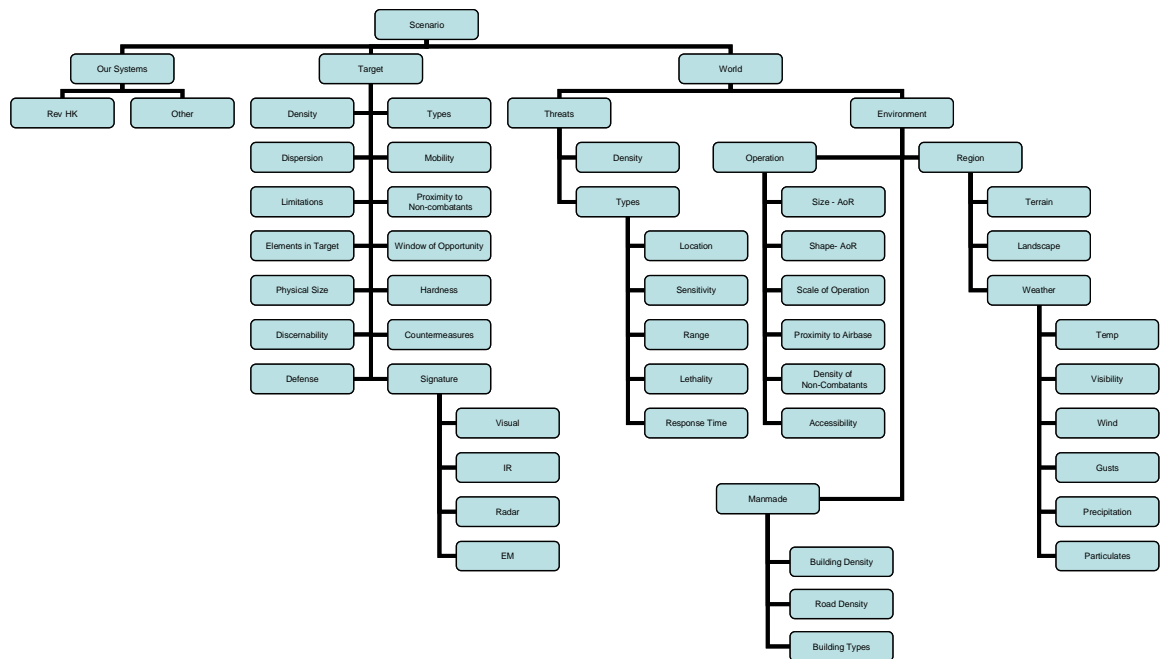 Scenario
Our Systems
Target
World
Rev HK
Other
Density
Types
Dispersion
Mobility
Limitations
Proximity to
Non-combatants
Elements in Target
Window of Opportunity
Physical Size
Hardness
Discernability
Countermeasures
Defense
Signature
Visual
IR
Radar
EM
Threats
Density
Types
Location
Sensitivity
Range
Lethality
Response Time
Environment
Operation
Size - AoR
Shape- AoR
Scale of Operation
Proximity to Airbase
Density of
Non-Combatants
Accessibility
Region
Terrain
Landscape
Weather
Temp
Visibility
Wind
Gusts
Precipitation
Particulates
Manmade
Building Density
Road Density
Building Types